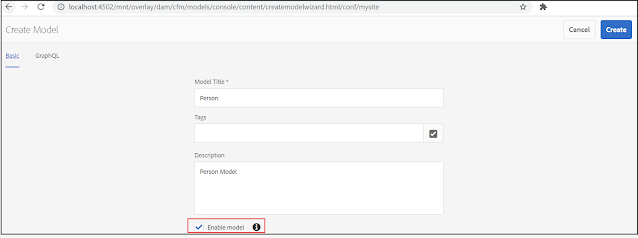 localhost:4502/mnt/overlay/dam/cfm/models/console/content/createmodelwizard.html/conf/mysite
Create Model
Cancel
Create
Basic
GraphQL
Model Title *
Person
Tags
Description
Person Model
Enable model